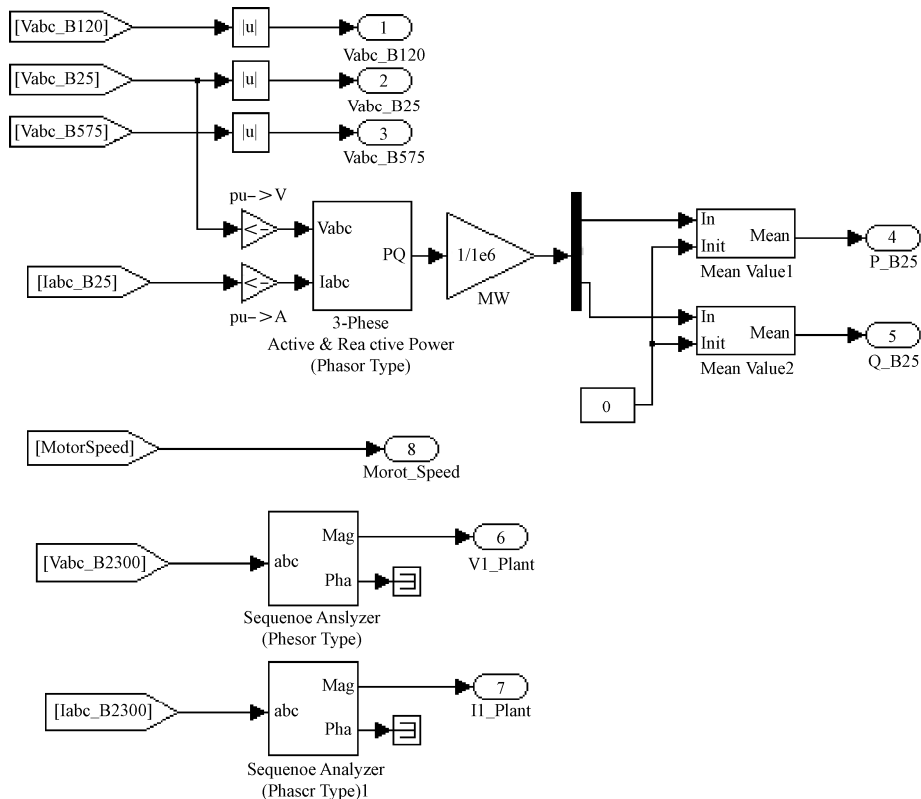 [Vabc_B120]
|u|
1
Vabc_B120
[Vabc_B25]
|u|
2
Vabc_B25
[Vabc_B575]
|u|
3
Vabc_B575
pu->V
<-
Vabc
PQ
Iabc
1/1e6
MW
[Iabc_B25]
<-
pu->A
3-Phese
Active & Rea ctive Power
(Phasor Type)
In
Mean
Init
Mean Value1
4
P_B25
In
Mean
Init
Mean Value2
5
Q_B25
0
[MotorSpeed]
8
Morot_Speed
[Vabc_B2300]
abc
Mag
Pha
6
V1_Plant
Sequenoe Anslyzer
(Phesor Type)
[Iabc_B2300]
abc
Mag
Pha
7
I1_Plant
Sequenoe Analyzer
(Phascr Type)1